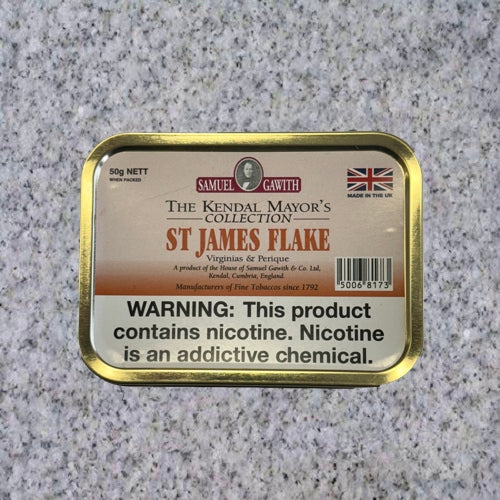 50g NETT
WHEN PACKED
SAMUEL GAWITH
MADE IN THE UK
THE KENDAL MAYOR'S
COLLECTION
ST JAMES FLAKE
Virginias & Perique
A product of the House of Samuel Gawith & Co. Ltd,
Kendal, Cumbria, England.
Manufacturers of Fine Tobaccos since 1792
5006 8173
WARNING: This product
contains nicotine. Nicotine
is an addictive chemical.